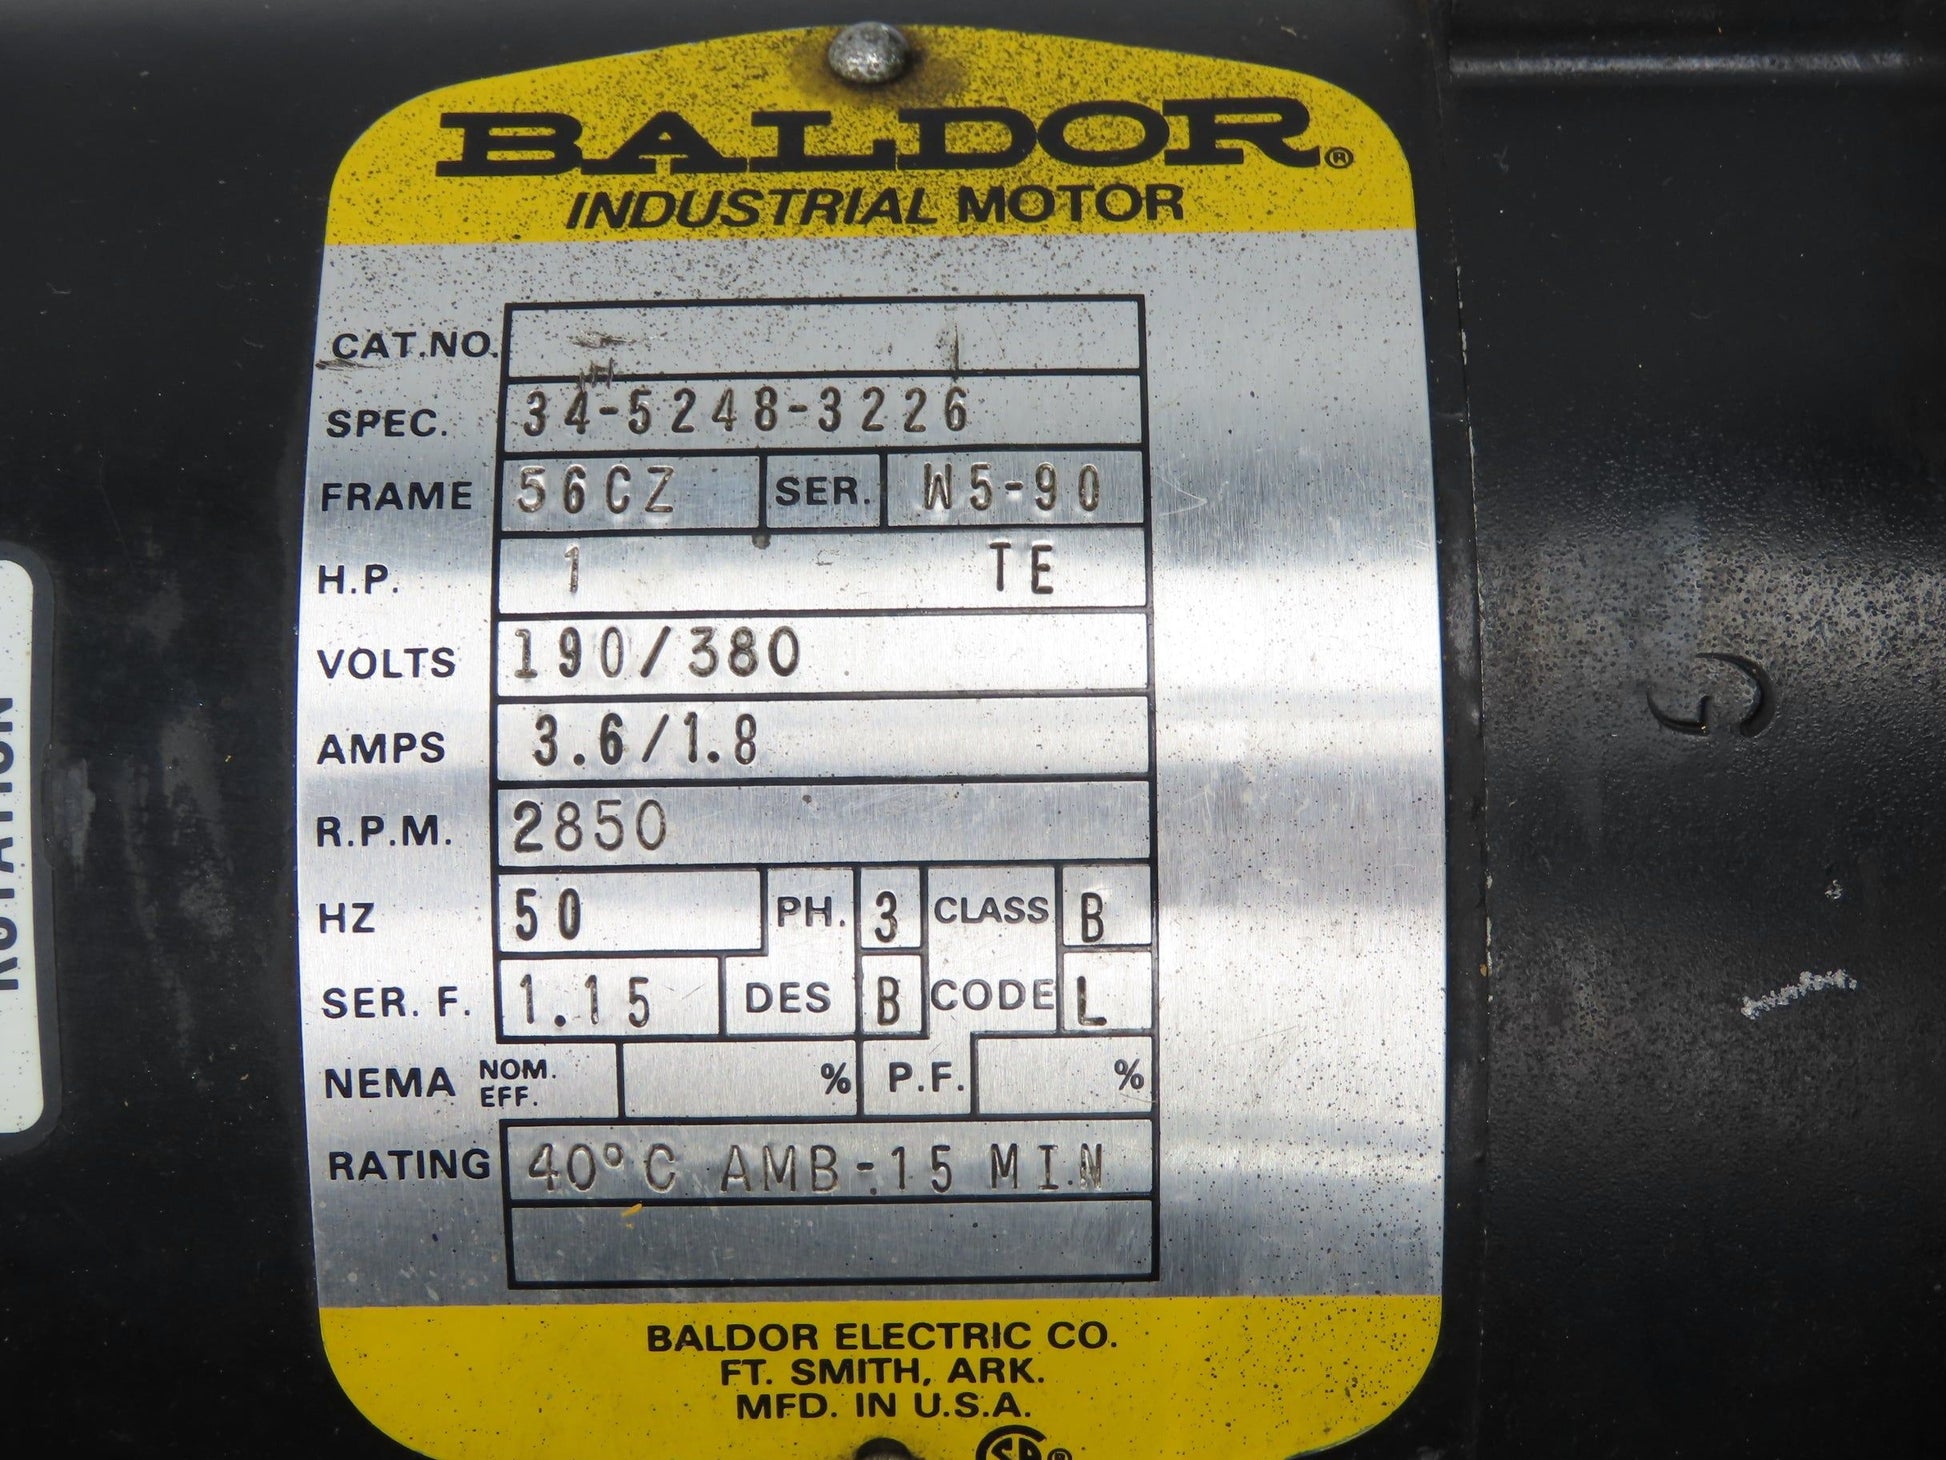 BALDOR®
INDUSTRIAL MOTOR
CAT.NO.
SPEC. 34-5248-3226
FRAME 56CZ SER. W5-90
H.P. 1 TE
VOLTS 190/380
AMPS 3.6/1.8
R.P.M. 2850
HZ 50 PH. 3 CLASS B
SER. F. 1.15 DES B CODE L
NEMA NOM. EFF. % P.F. %
RATING 40°C AMB-15 MIN
BALDOR ELECTRIC CO.
FT. SMITH, ARK.
MFD. IN U.S.A.
ROTATION
G